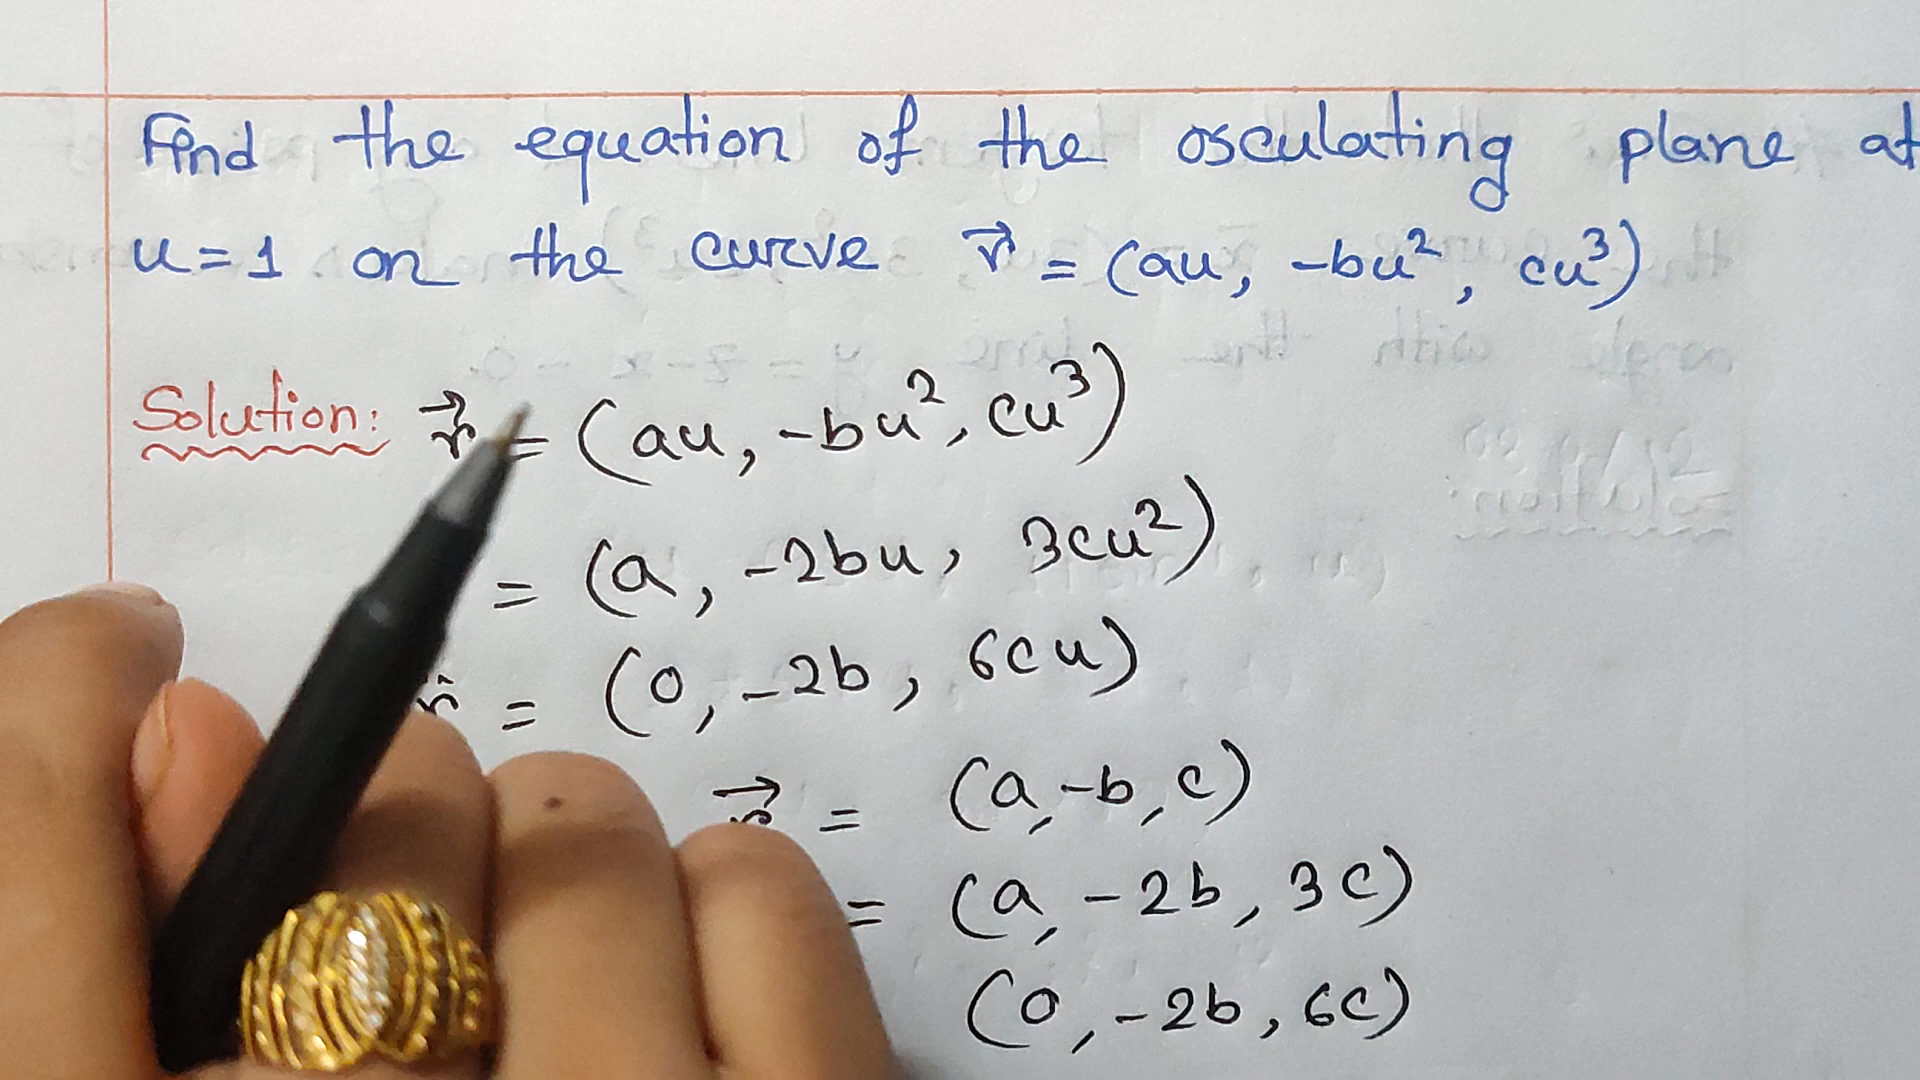 Find the equation of the osculating plane at
u=1 on the curve r⃗ = (au, -bu², cu³)
Solution: r⃗ = (au, -bu², cu³)
= (a, -2bu, 3cu²)
r̈ = (0, -2b, 6cu)
r⃗ = (a, -b, c)
= (a, -2b, 3c)
(0, -2b, 6c)